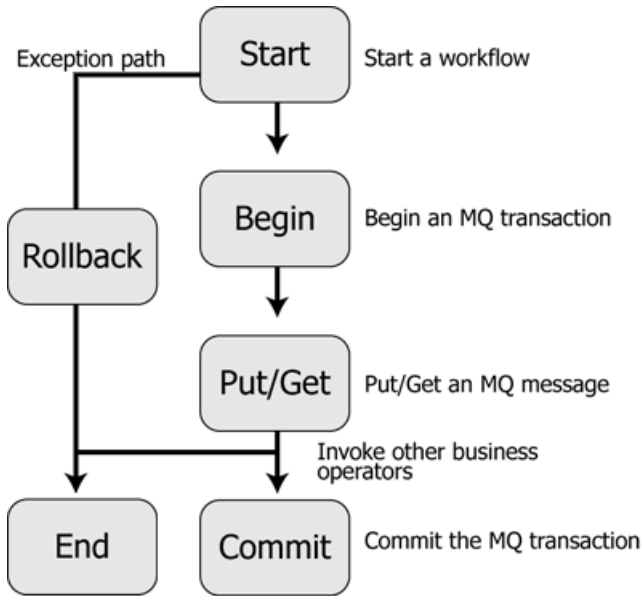 Exception path
Start
Start a workflow
Begin
Begin an MQ transaction
Rollback
Put/Get
Put/Get an MQ message
Invoke other business
operators
End
Commit
Commit the MQ transaction